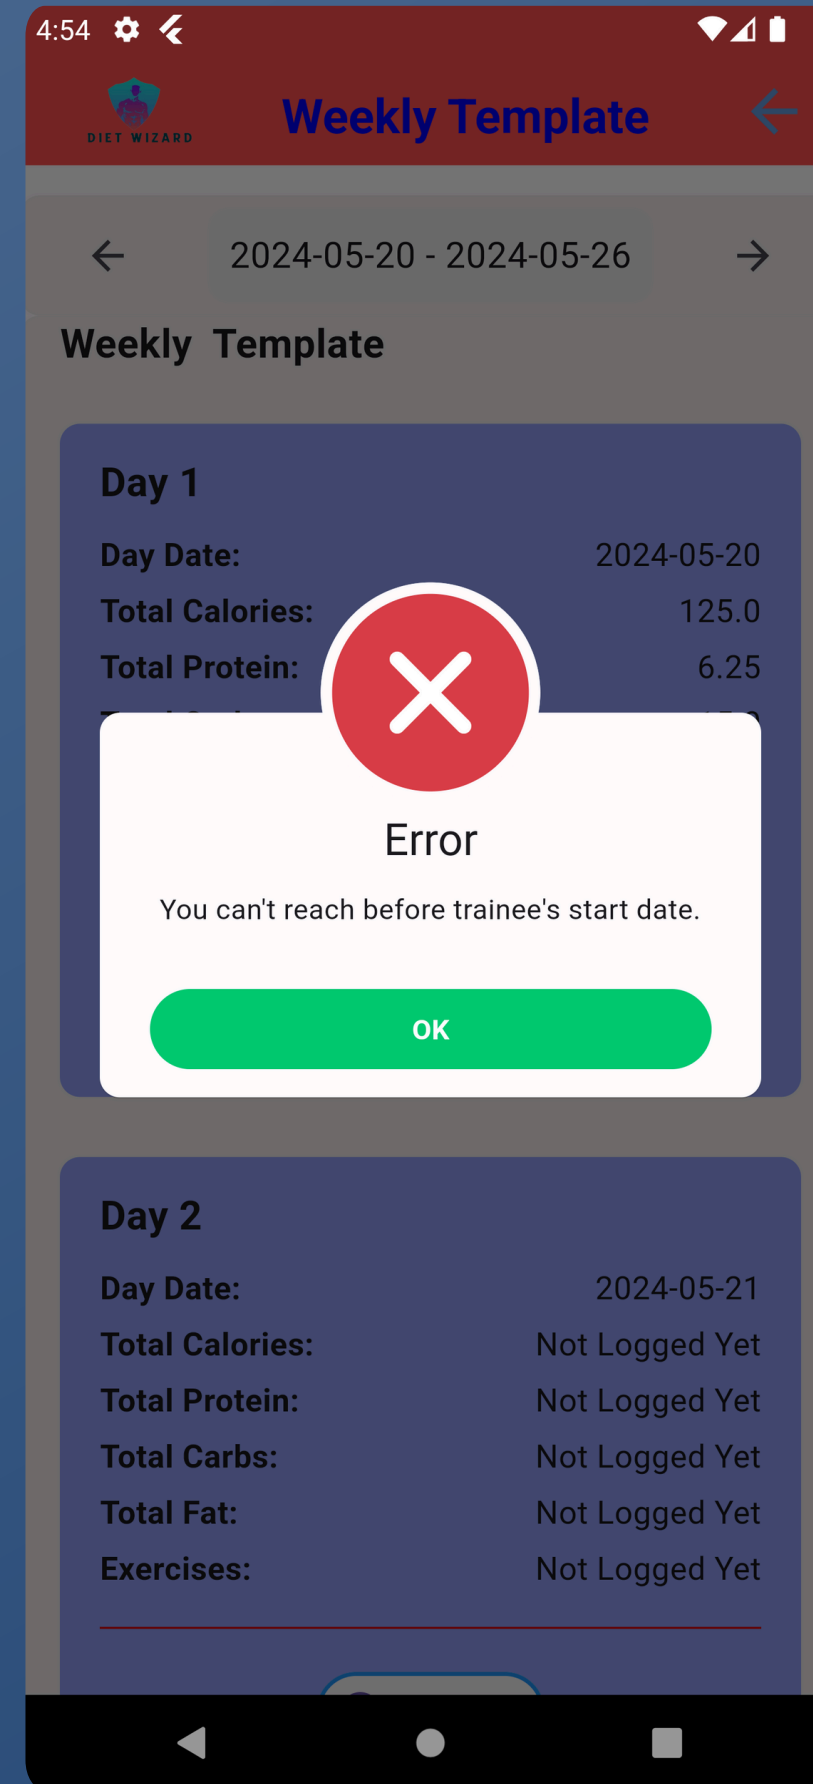 4:54
DIET WIZARD
Weekly Template
2024-05-20 - 2024-05-26
Weekly Template
Day 1
Day Date: 2024-05-20
Total Calories: 125.0
Total Protein: 6.25
Error
You can't reach before trainee's start date.
OK
Day 2
Day Date: 2024-05-21
Total Calories: Not Logged Yet
Total Protein: Not Logged Yet
Total Carbs: Not Logged Yet
Total Fat: Not Logged Yet
Exercises: Not Logged Yet